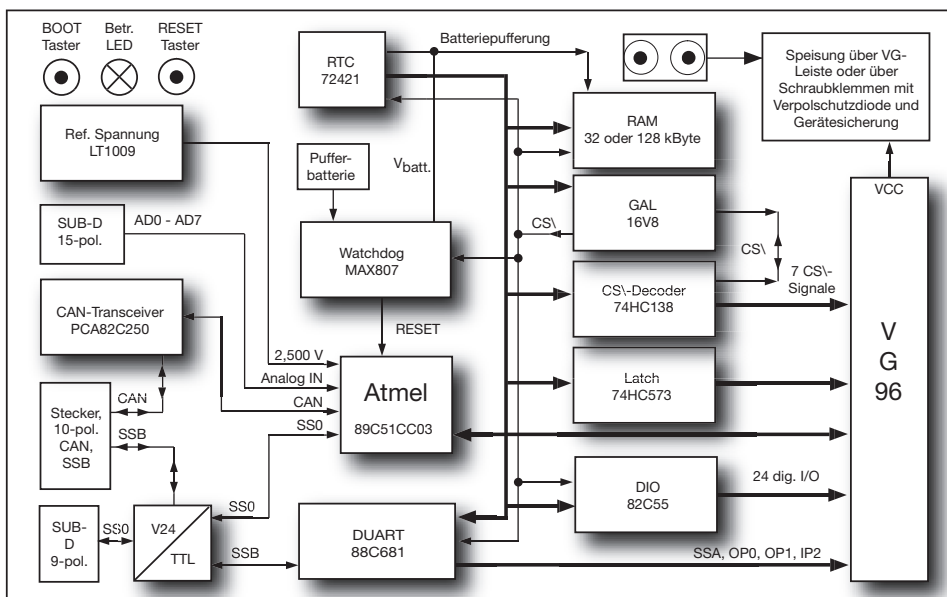 BOOT
Taster
Betr.
LED
RESET
Taster
Ref. Spannung
LT1009
SUB-D
15-pol.
AD0 - AD7
CAN-Transceiver
PCA82C250
Stecker,
10-pol.
CAN,
SSB
CAN
SSB
SUB-
D
9-pol.
SS0
V24
TTL
SS0
SSB
RTC
72421
Puffer-
batterie
Vbatt.
Watchdog
MAX807
RESET
2,500 V
Analog IN
CAN
SS0
Atmel
89C51CC03
DUART
88C681
Batteriepufferung
RAM
32 oder 128 kByte
GAL
16V8
CS\
CS\
CS\-Decoder
74HC138
7 CS\-
Signale
Latch
74HC573
DIO
82C55
24 dig. I/O
SSA, OP0, OP1, IP2
Speisung über VG-
Leiste oder über
Schraubklemmen mit
Verpolschutzdiode und
Gerätesicherung
VCC
V
G
96